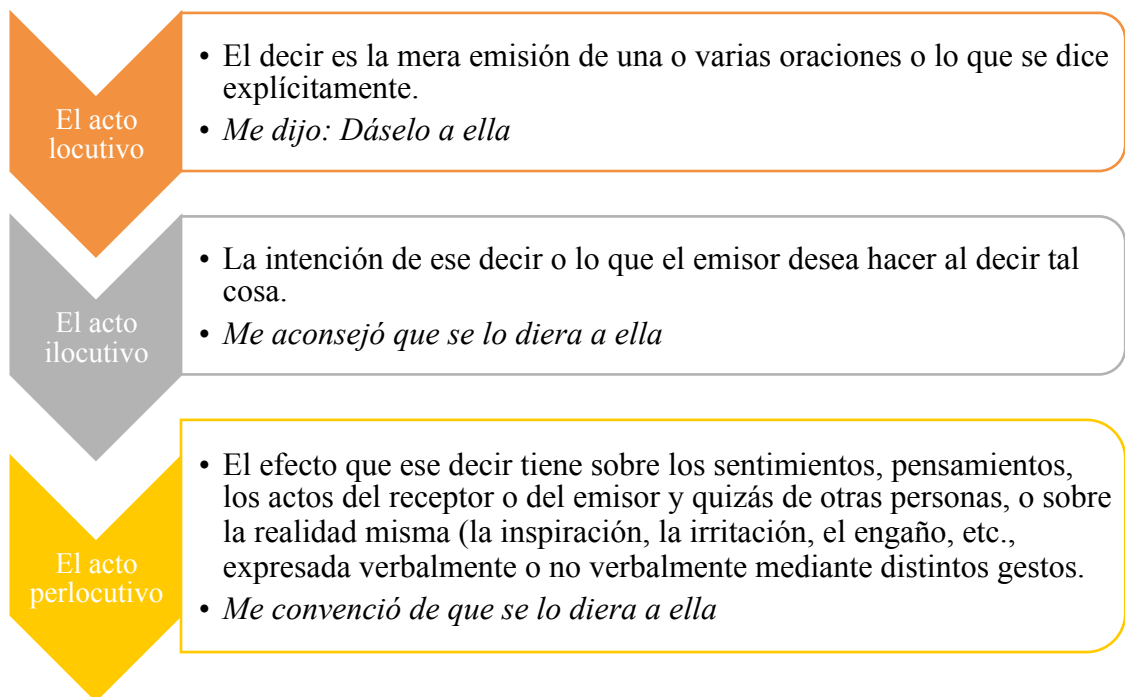 El acto
locutivo
• El decir es la mera emisión de una o varias oraciones o lo que se dice
explícitamente.
• Me dijo: Dáselo a ella
El acto
ilocutivo
• La intención de ese decir o lo que el emisor desea hacer al decir tal
cosa.
• Me aconsejó que se lo diera a ella
El acto
perlocutivo
• El efecto que ese decir tiene sobre los sentimientos, pensamientos,
los actos del receptor o del emisor y quizás de otras personas, o sobre
la realidad misma (la inspiración, la irritación, el engaño, etc.,
expresada verbalmente o no verbalmente mediante distintos gestos.
• Me convenció de que se lo diera a ella